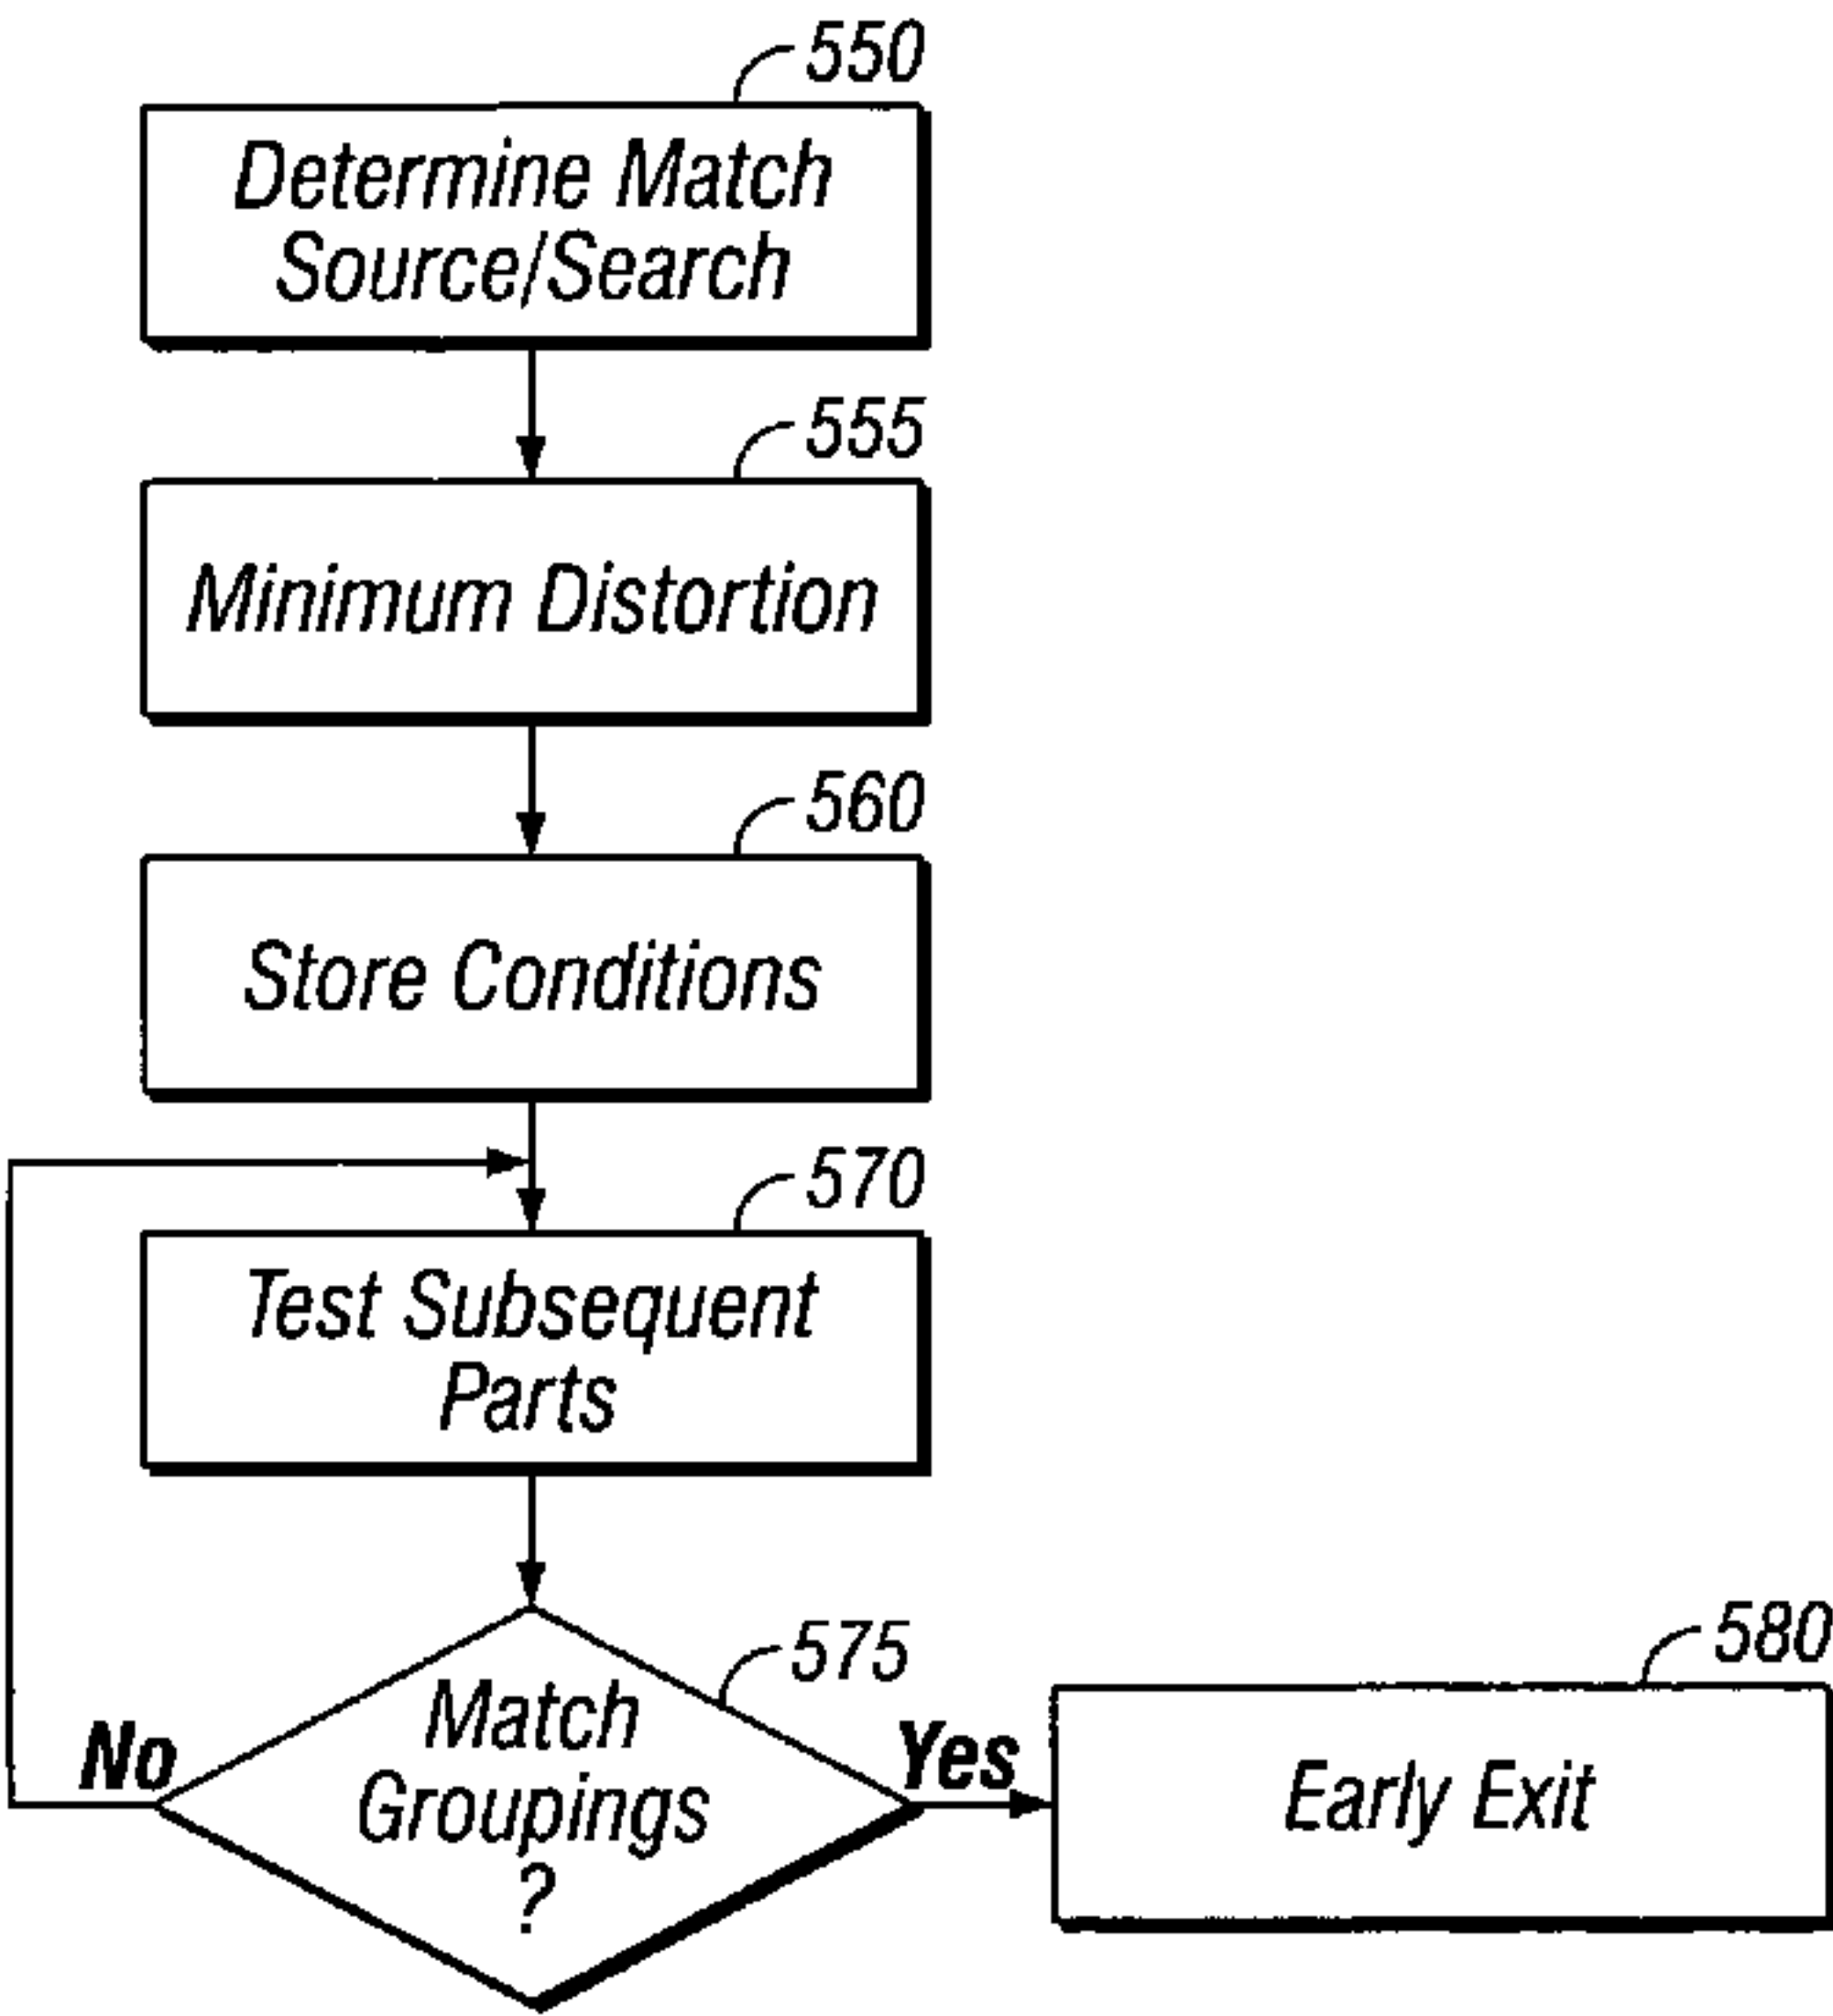 550
Determine Match
Source/Search
555
Minimum Distortion
560
Store Conditions
570
Test Subsequent
Parts
575
Match
Groupings
?
No
Yes
580
Early Exit